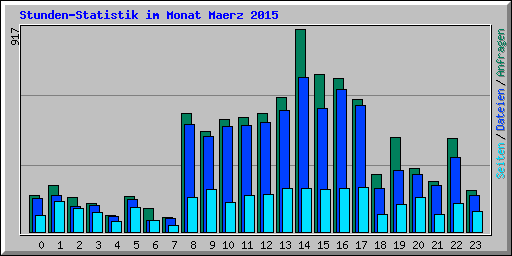 Stunden-Statistik im Monat Maerz 2015
917
Seiten/Dateien/Anfragen
0 1 2 3 4 5 6 7 8 9 10 11 12 13 14 15 16 17 18 19 20 21 22 23